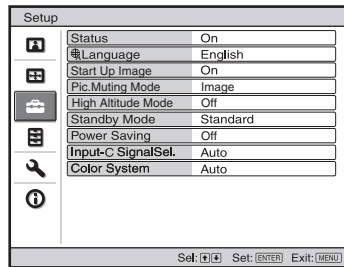 Setup
Status On
Language English
Start Up Image On
Pic.Muting Mode Image
High Altitude Mode Off
Standby Mode Standard
Power Saving Off
Input-C SignalSel. Auto
Color System Auto
Sel: Set: ENTER Exit: MENU